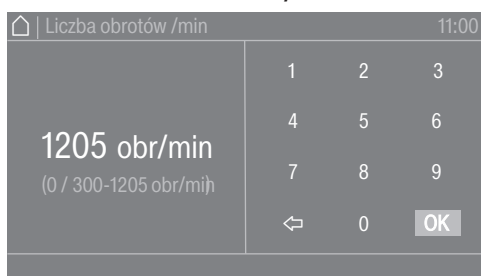 Liczba obrotów /min 11:00
1205 obr/min
(0 / 300-1205 obr/min)
1 2 3
4 5 6
7 8 9
0 OK